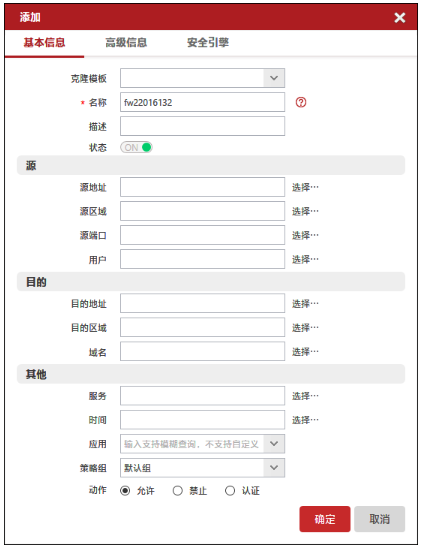 添加
基本信息 高级信息 安全引擎
克隆模板
* 名称 fw22016132
描述
状态 ON
源
源地址 选择…
源区域 选择…
源端口 选择…
用户 选择…
目的
目的地址 选择…
目的区域 选择…
域名 选择…
其他
服务 选择…
时间 选择…
应用 输入支持模糊查询，不支持自定义
策略组 默认组
动作 允许 禁止 认证
确定 取消